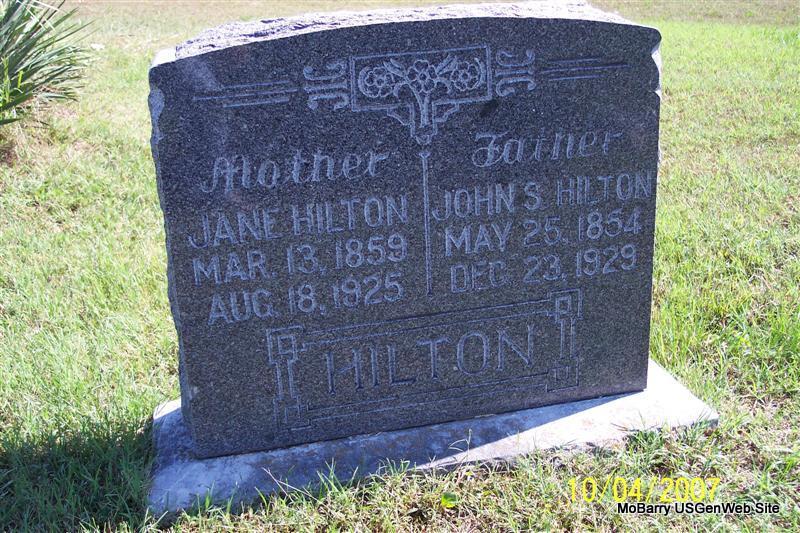 Mother
JANE HILTON
MAR. 13, 1859
AUG. 18, 1925
Father
JOHN S. HILTON
MAY 25, 1854
DEC. 23, 1929
HILTON
10/04/2007
MoBarry USGenWeb Site